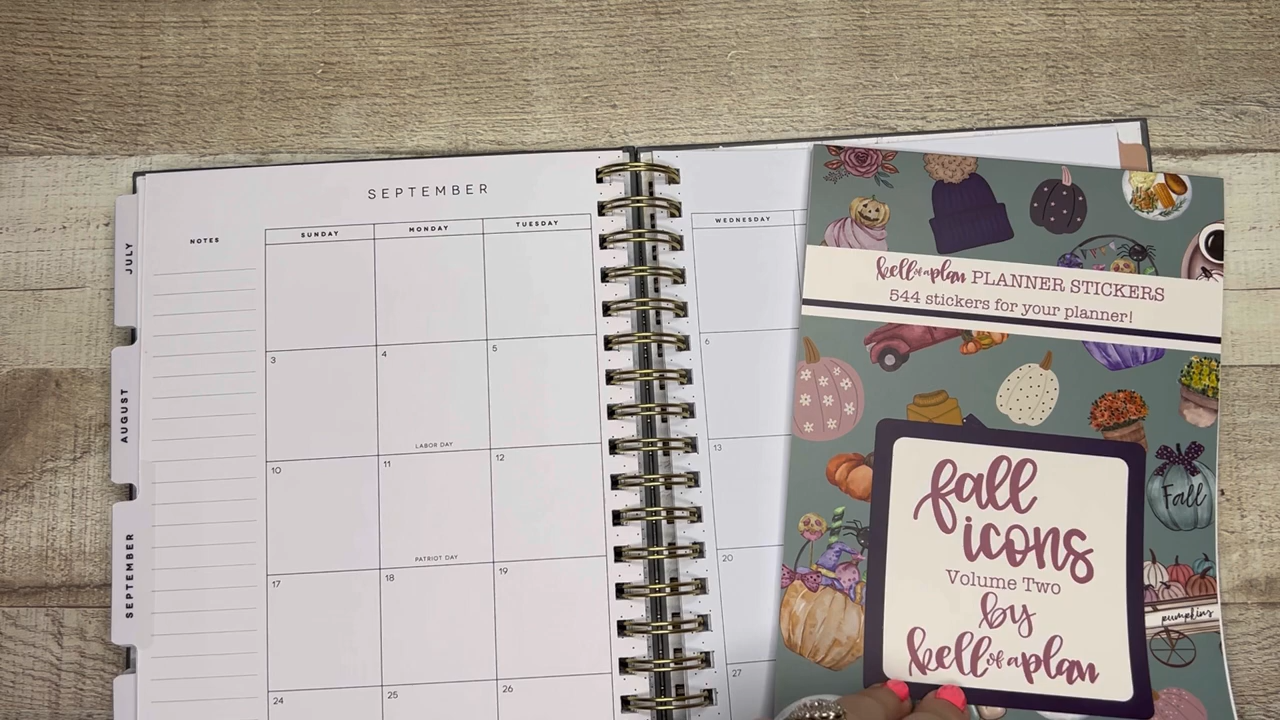 JULY
AUGUST
SEPTEMBER
SEPTEMBER
NOTES
SUNDAY MONDAY TUESDAY
3 4 5
LABOR DAY
10 11 12
PATRIOT DAY
17 18 19
24 25 26
WEDNESDAY
6
13
20
27
kell of a plan PLANNER STICKERS
544 stickers for your planner!
fall
icons
Volume Two
by
kell of a plan
Fall
pumpkins